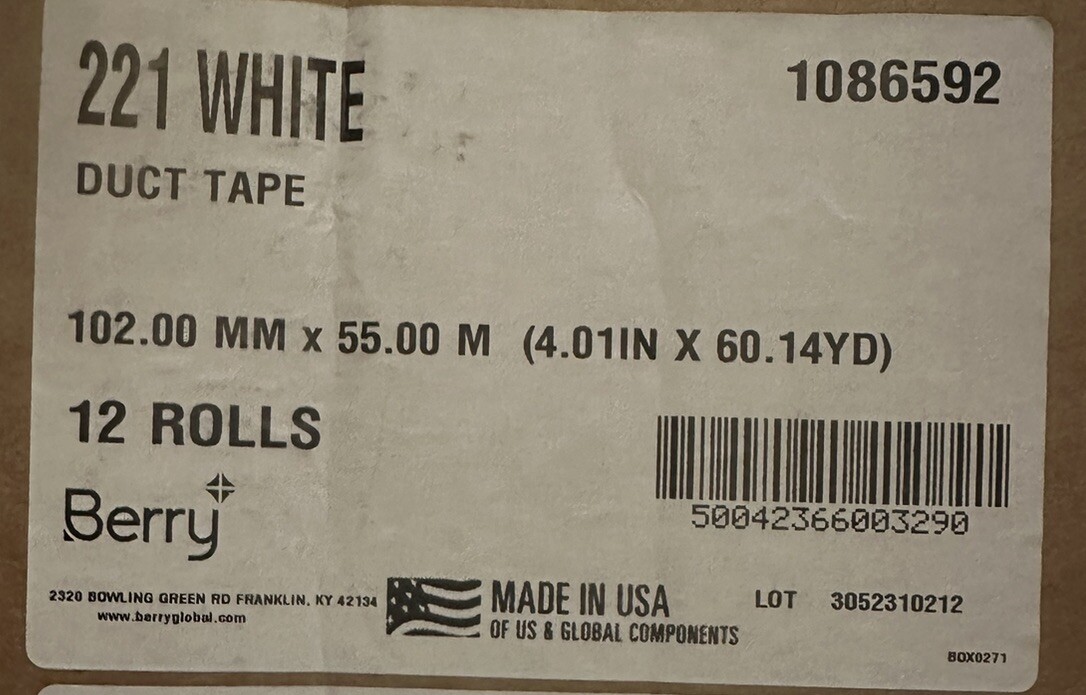 221 WHITE
1086592
DUCT TAPE
102.00 MM x 55.00 M (4.01IN X 60.14YD)
12 ROLLS
50042366003290
Berry
2320 BOWLING GREEN RD FRANKLIN, KY 42134
www.berryglobal.com
MADE IN USA
OF US & GLOBAL COMPONENTS
LOT 3052310212
BOX0271